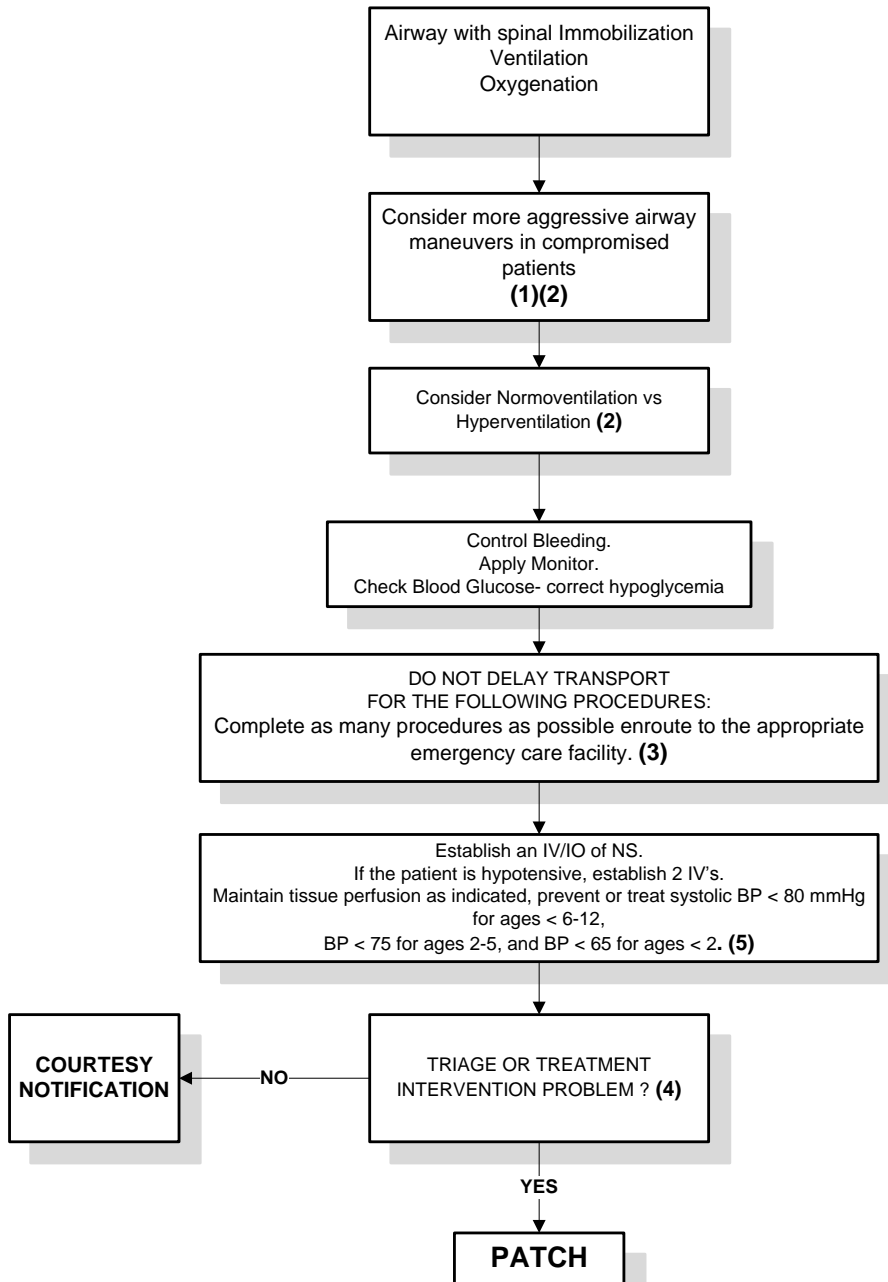 Airway with spinal Immobilization
Ventilation
Oxygenation
Consider more aggressive airway
maneuvers in compromised
patients
(1)(2)
Consider Normoventilation vs
Hyperventilation (2)
Control Bleeding.
Apply Monitor.
Check Blood Glucose- correct hypoglycemia
DO NOT DELAY TRANSPORT
FOR THE FOLLOWING PROCEDURES:
Complete as many procedures as possible enroute to the appropriate
emergency care facility. (3)
Establish an IV/IO of NS.
If the patient is hypotensive, establish 2 IV's.
Maintain tissue perfusion as indicated, prevent or treat systolic BP < 80 mmHg
for ages < 6-12,
BP < 75 for ages 2-5, and BP < 65 for ages < 2. (5)
TRIAGE OR TREATMENT
INTERVENTION PROBLEM ? (4)
NO
COURTESY
NOTIFICATION
YES
PATCH